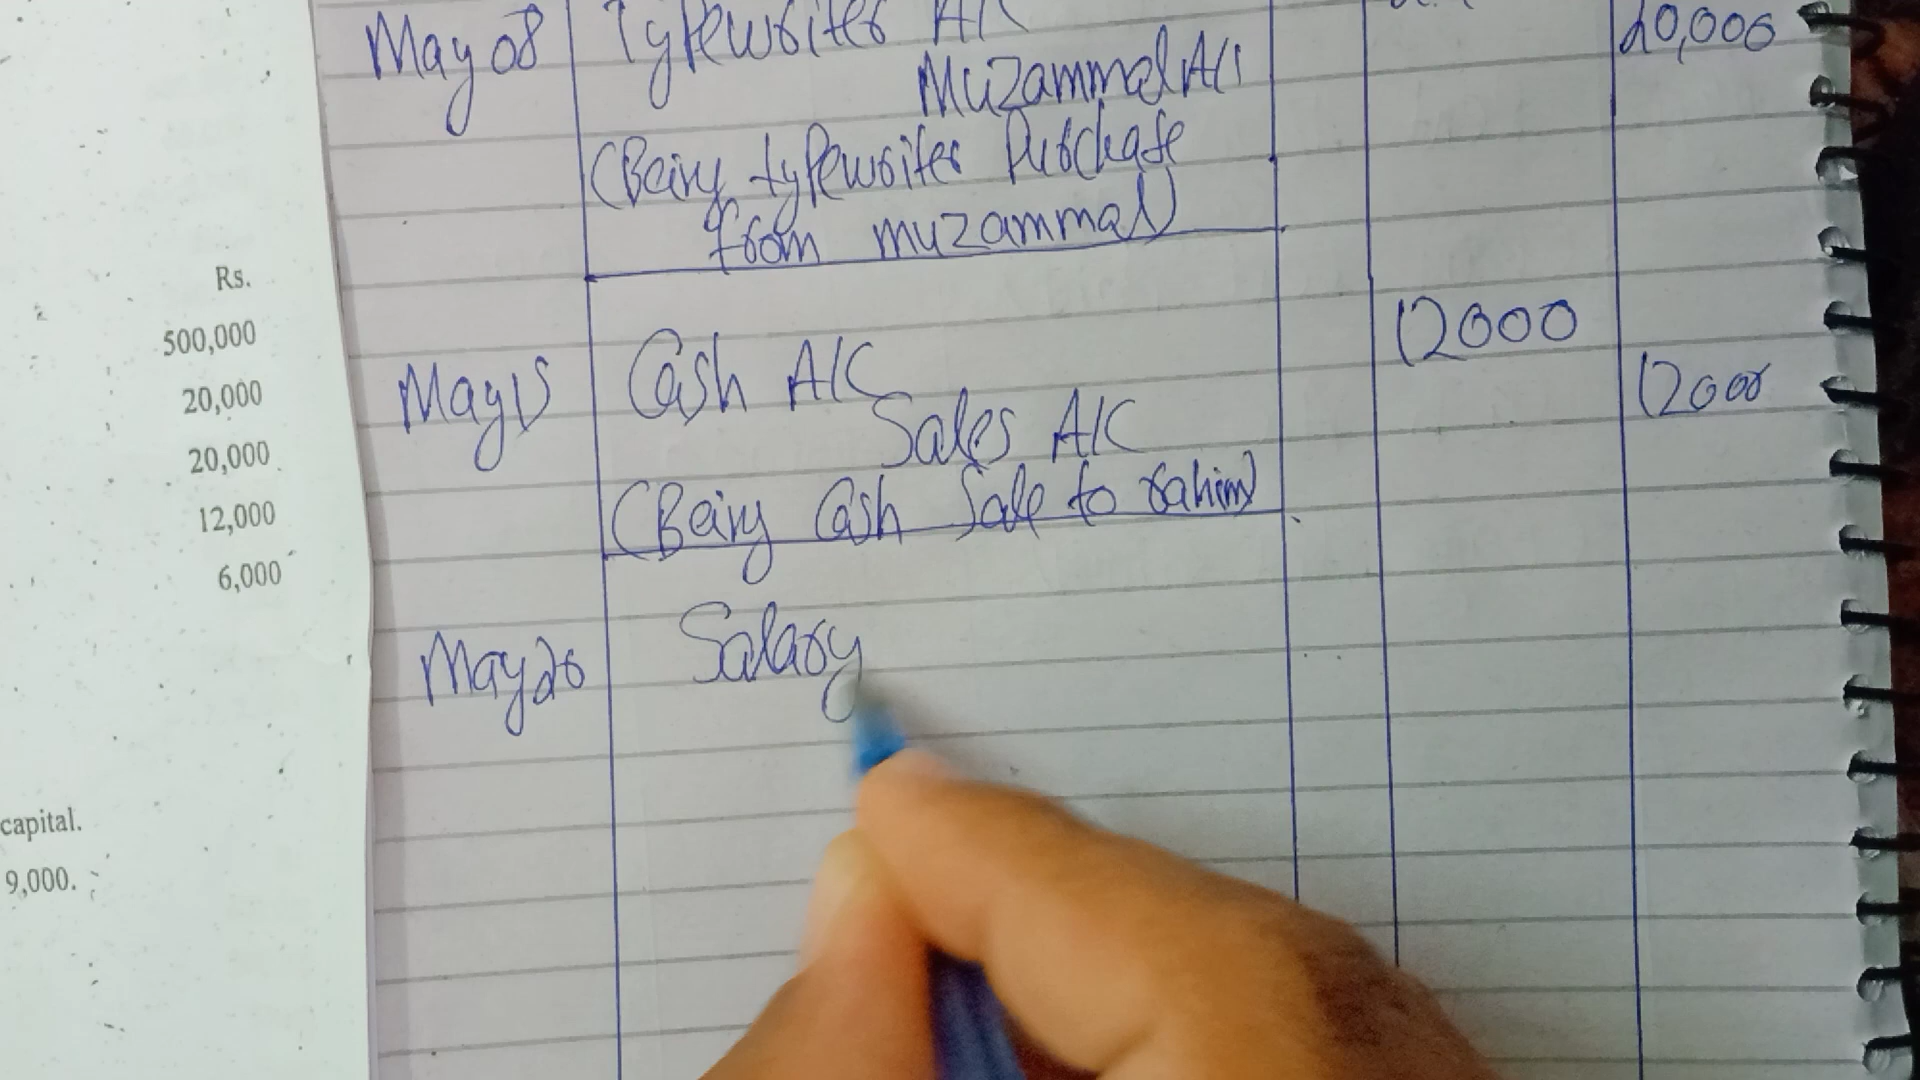 Rs.
500,000
20,000
20,000
12,000
6,000
capital.
9,000.
May 08 Typewriter A/C
20,000
Muzammal A/C
(Being typewriter Purchase
from muzammal)
May 15 Cash A/C 12000
Sales A/C 12000
(Being Cash Sale to rahim)
May 20 Salary